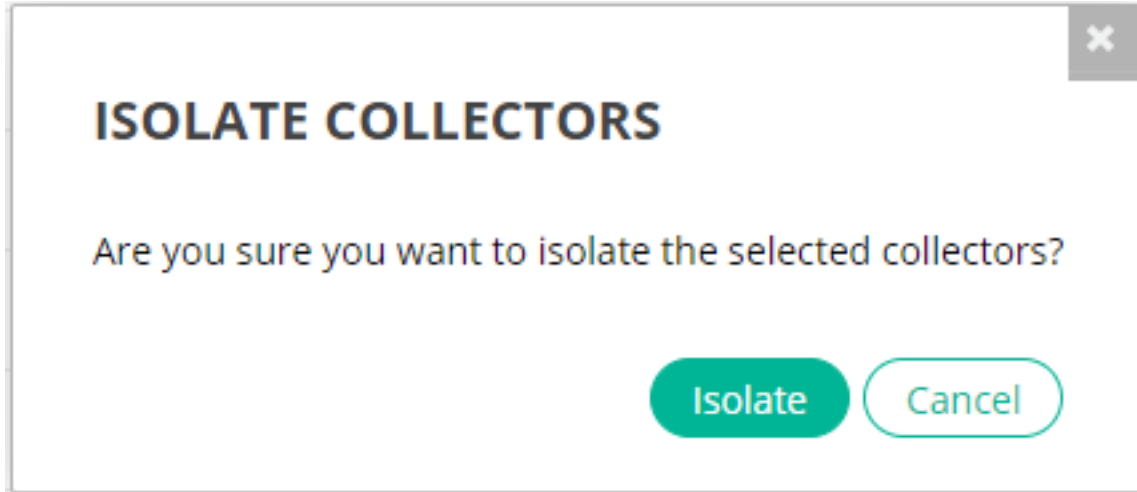 ISOLATE COLLECTORS
Are you sure you want to isolate the selected collectors?
Isolate Cancel